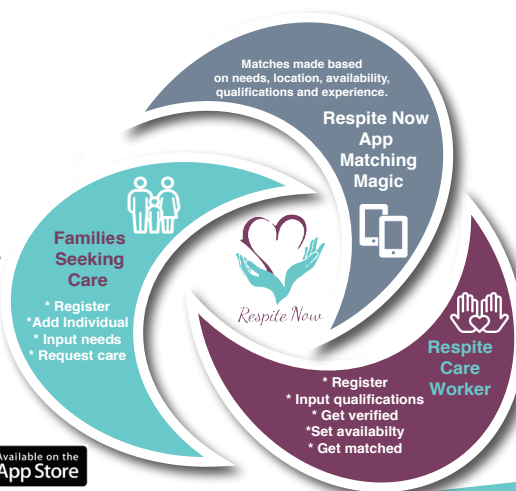 Matches made based
on needs, location, availability,
qualifications and experience.
Respite Now
App
Matching
Magic
Families
Seeking
Care
* Register
*Add Individual
* Input needs
* Request care
Respite Now
Respite
Care
Worker
* Register
* Input qualifications
* Get verified
*Set availabilty
* Get matched
Available on the
App Store